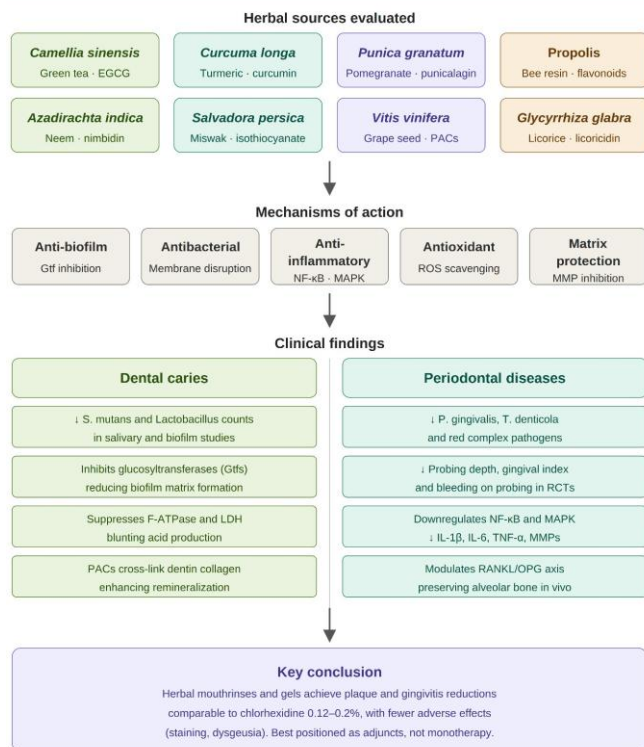 Herbal sources evaluated
Camellia sinensis
Green tea · EGCG
Curcuma longa
Turmeric · curcumin
Punica granatum
Pomegranate · punicalagin
Propolis
Bee resin · flavonoids
Azadirachta indica
Neem · nimbidin
Salvadora persica
Miswak · isothiocyanate
Vitis vinifera
Grape seed · PACs
Glycyrrhiza glabra
Licorice · licoricidin
Mechanisms of action
Anti-biofilm
Gtf inhibition
Antibacterial
Membrane disruption
Anti-
inflammatory
NF-κB · MAPK
Antioxidant
ROS scavenging
Matrix
protection
MMP inhibition
Clinical findings
Dental caries
↓ S. mutans and Lactobacillus counts
in salivary and biofilm studies
Inhibits glucosyltransferases (Gtfs)
reducing biofilm matrix formation
Suppresses F-ATPase and LDH
blunting acid production
PACs cross-link dentin collagen
enhancing remineralization
Periodontal diseases
↓ P. gingivalis, T. denticola
and red complex pathogens
↓ Probing depth, gingival index
and bleeding on probing in RCTs
Downregulates NF-κB and MAPK
↓ IL-1β, IL-6, TNF-α, MMPs
Modulates RANKL/OPG axis
preserving alveolar bone in vivo
Key conclusion
Herbal mouthrinses and gels achieve plaque and gingivitis reductions
comparable to chlorhexidine 0.12–0.2%, with fewer adverse effects
(staining, dysgeusia). Best positioned as adjuncts, not monotherapy.